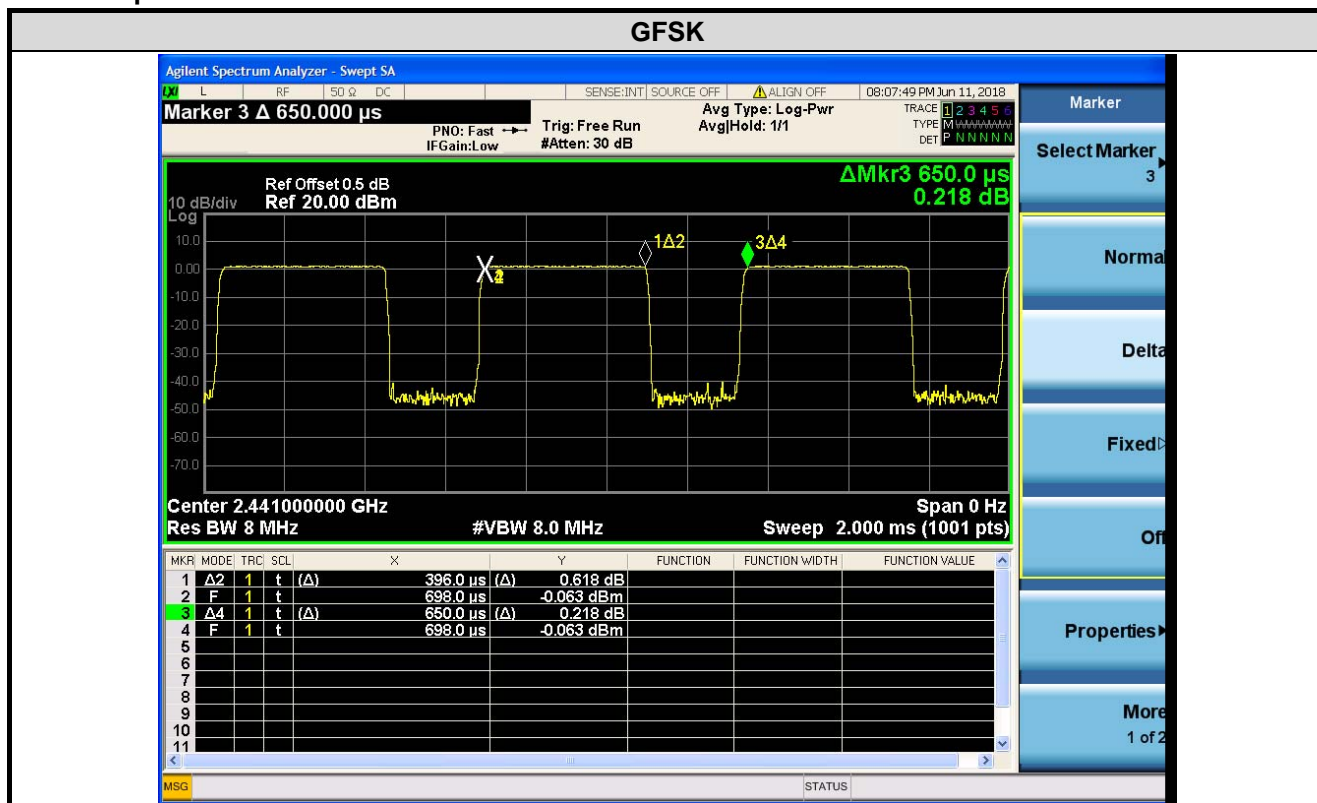 GFSK
Agilent Spectrum Analyzer - Swept SA
LXI L RF 50 Ω DC SENSE:INT SOURCE OFF ALIGN OFF 08:07:49 PM Jun 11, 2018
Marker 3 Δ 650.000 µs
PNO: Fast
IFGain:Low
Trig: Free Run
#Atten: 30 dB
Avg Type: Log-Pwr
Avg|Hold: 1/1
TRACE 1 2 3 4 5 6
TYPE M WWWWW
DET P N N N N N
ΔMkr3 650.0 µs
0.218 dB
Ref Offset 0.5 dB
10 dB/div Ref 20.00 dBm
Log
10.0
0.00
-10.0
-20.0
-30.0
-40.0
-50.0
-60.0
-70.0
1Δ2
3Δ4
Center 2.441000000 GHz Span 0 Hz
Res BW 8 MHz #VBW 8.0 MHz Sweep 2.000 ms (1001 pts)
MKR MODE TRC SCL X Y FUNCTION FUNCTION WIDTH FUNCTION VALUE
1 Δ2 1 t (Δ) 396.0 µs (Δ) 0.618 dB
2 F 1 t 698.0 µs -0.063 dBm
3 Δ4 1 t (Δ) 650.0 µs (Δ) 0.218 dB
4 F 1 t 698.0 µs -0.063 dBm
5
6
7
8
9
10
11
MSG STATUS
Marker
Select Marker
3
Normal
Delta
Fixed
Off
Properties
More
1 of 2